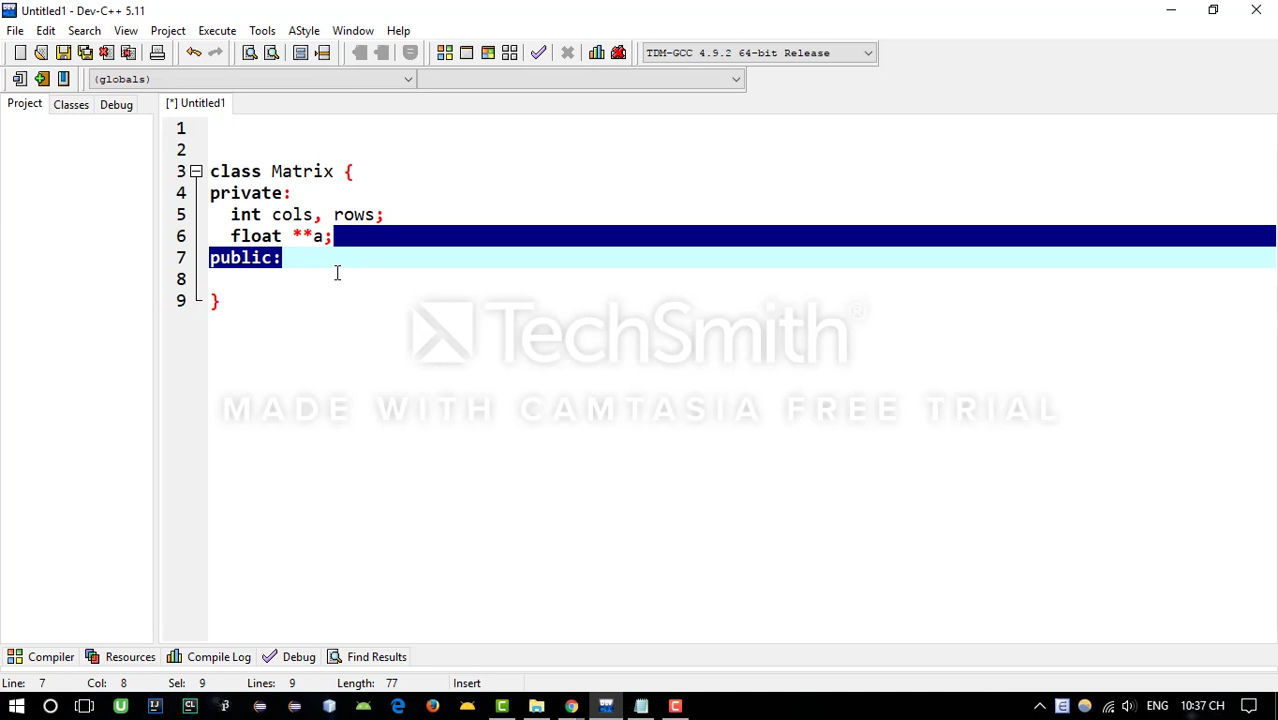 Untitled1 - Dev-C++ 5.11
File Edit Search View Project Execute Tools AStyle Window Help
TDM-GCC 4.9.2 64-bit Release
(globals)
Project Classes Debug
[*] Untitled1
1
2
3 class Matrix {
4 private:
5 int cols, rows;
6 float **a;
7 public:
8
9 }
TechSmith®
MADE WITH CAMTASIA FREE TRIAL
Compiler Resources Compile Log Debug Find Results
Line: 7 Col: 8 Sel: 9 Lines: 9 Length: 77 Insert
ENG 10:37 CH